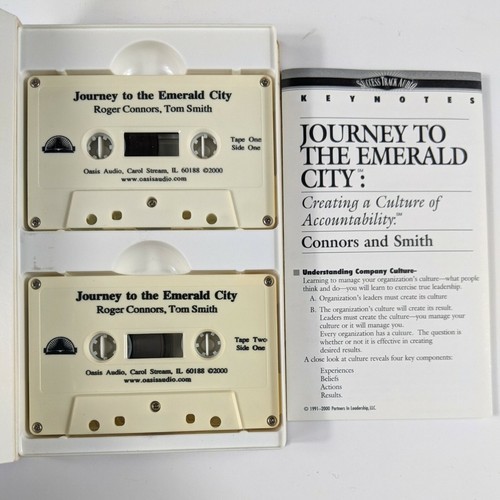 Journey to the Emerald City
Roger Connors, Tom Smith
Tape One
Side One
Oasis Audio, Carol Stream, IL 60188 ©2000
www.oasisaudio.com
Journey to the Emerald City
Roger Connors, Tom Smith
Tape Two
Side One
Oasis Audio, Carol Stream, IL 60188 ©2000
www.oasisaudio.com
SUCCESS TRACK AUDIO
KEYNOTES
JOURNEY TO
THE EMERALD
CITY℠:
Creating a Culture of
Accountability.℠
Connors and Smith
Understanding Company Culture–
Learning to manage your organization's culture—what people
think and do—you will learn to exercise true leadership.
A. Organization's leaders must create its culture
B. The organization's culture will create its result.
Leaders must create the culture—you manage your
culture or it will manage you.
Every organization has a culture. The question is
whether or not it is effective in creating
desired results.
A close look at culture reveals four key components:
Experiences
Beliefs
Actions
Results.
© 1991–2000 Partners In Leadership, LLC